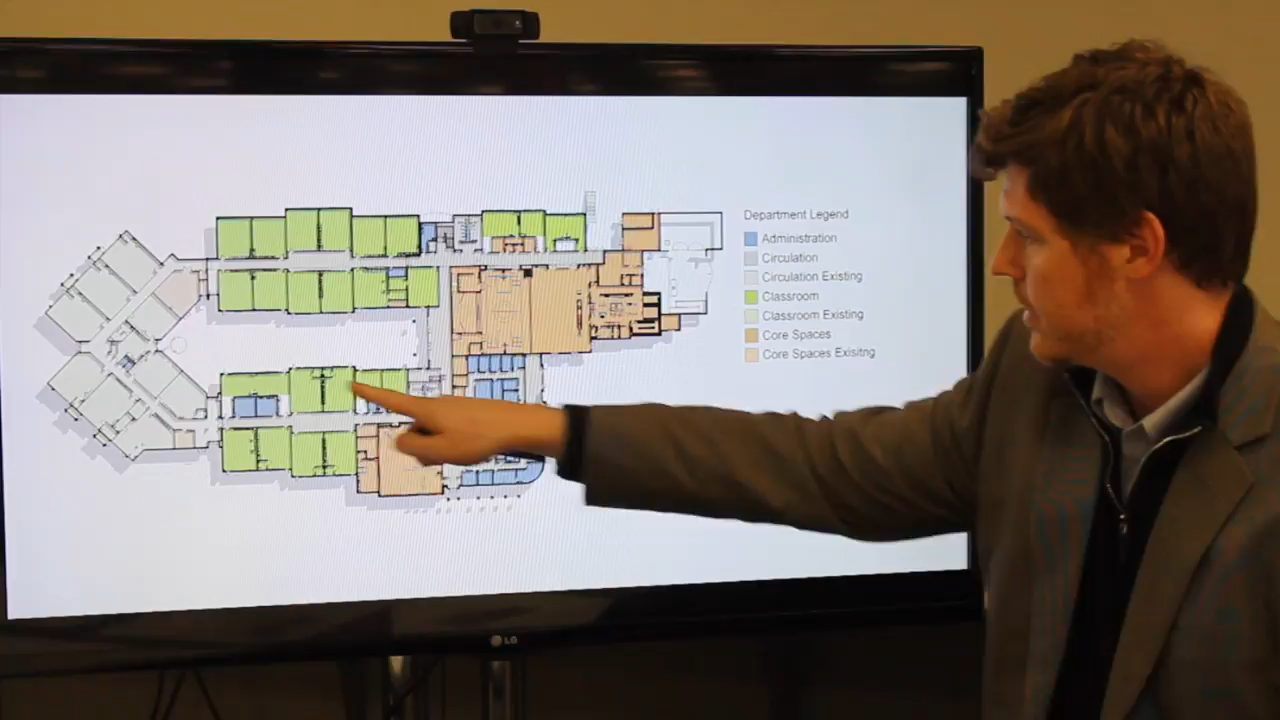 Department Legend
Administration
Circulation
Circulation Existing
Classroom
Classroom Existing
Core Spaces
Core Spaces Exisitng
LG